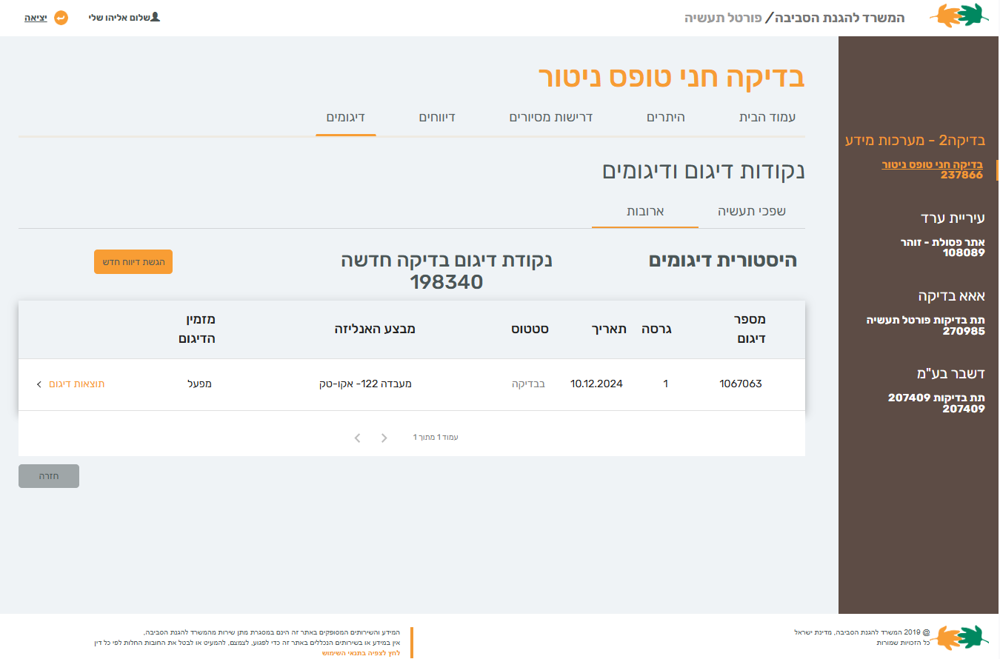 המשרד להגנת הסביבה / פורטל תעשיה
שלום אליהו שלי
יציאה
בדיקה2 - מערכות מידע
בדיקה חני טופס ניטור
237866
עיריית ערד
אתר פסולת - זוהר
108089
אאא בדיקה
תת בדיקות פורטל תעשיה
270985
דשבר בע"מ
תת בדיקות 207409
207409
בדיקה חני טופס ניטור
עמוד הבית היתרים דרישות מסיורים דיווחים דיגומים
נקודות דיגום ודיגומים
שפכי תעשיה ארובות
היסטורית דיגומים
נקודת דיגום בדיקה חדשה
198340
הגשת דיווח חדש
מספר דיגום גרסה תאריך סטטוס מבצע האנליזה מזמין הדיגום
1067063 1 10.12.2024 בבדיקה מעבדה 122- אקו-טק מפעל תוצאות דיגום
עמוד 1 מתוך 1
חזרה
@ 2019 המשרד להגנת הסביבה, מדינת ישראל
כל הזכויות שמורות
המידע והשירותים המסופקים באתר זה הינם במסגרת מתן שירות מהמשרד להגנת הסביבה,
אין במידע או בשירותים הנכללים באתר זה כדי לפגוע, לצמצם, להמעיט או לבטל את החובות החלות לפי כל דין
לחץ לצפיה בתנאי השימוש